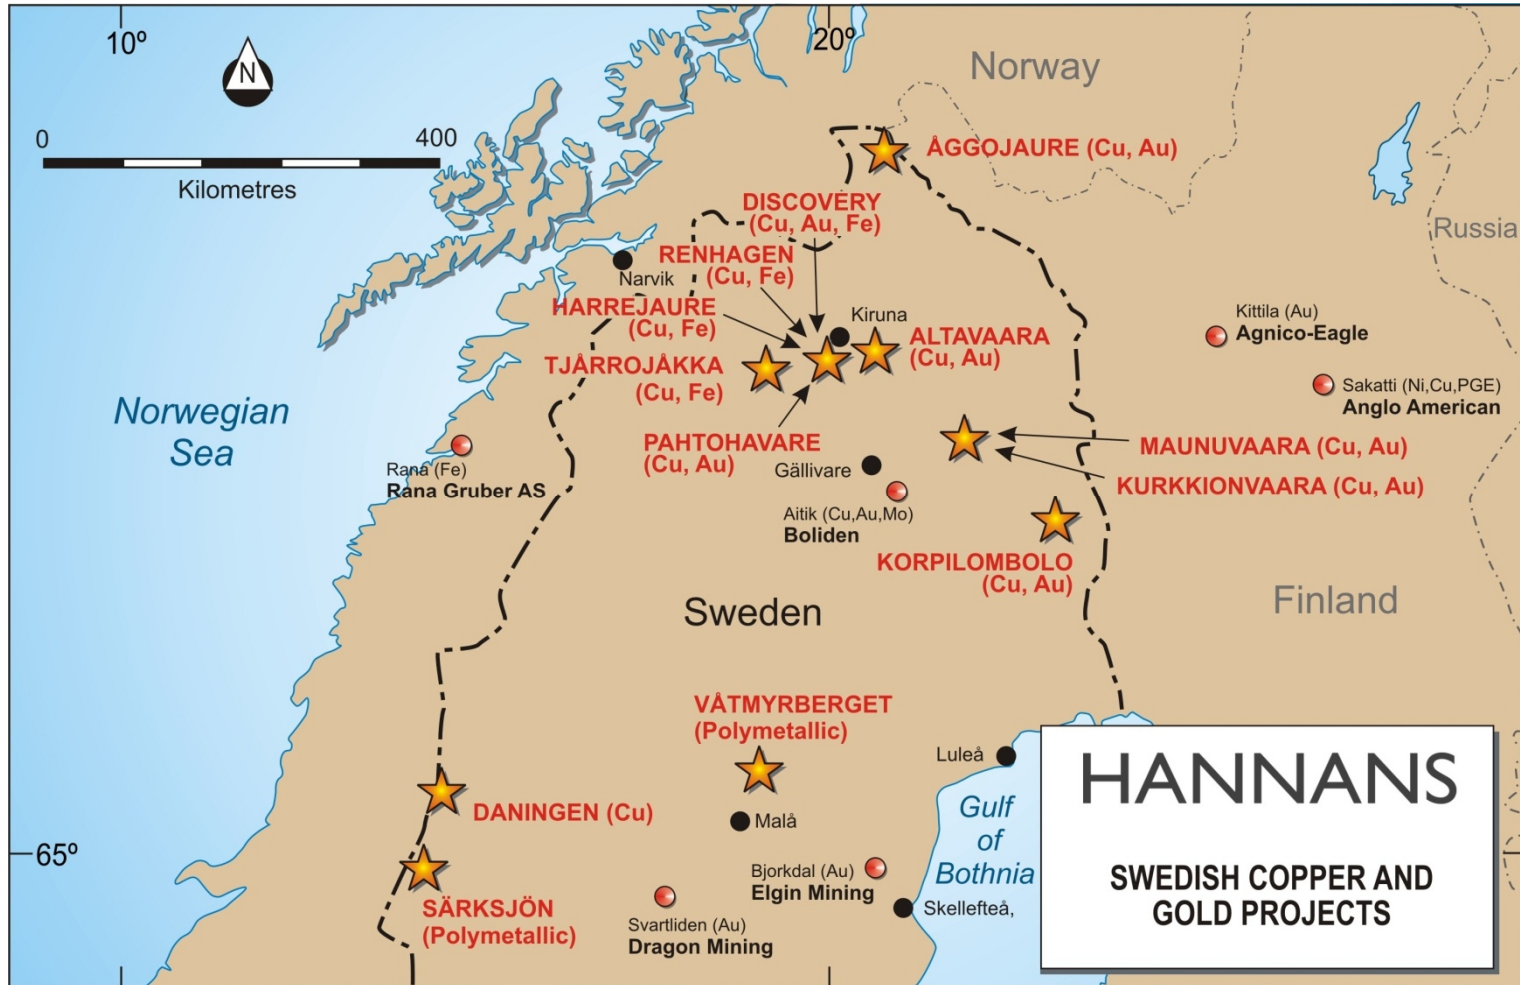 10º
20º
N
0
400
Kilometres
Norway
ÅGGOJAURE (Cu, Au)
DISCOVERY
(Cu, Au, Fe)
Russia
RENHAGEN
(Cu, Fe)
Narvik
HARREJAURE
(Cu, Fe)
Kiruna
ALTAVAARA
(Cu, Au)
Kittila (Au)
Agnico-Eagle
TJÅRROJÅKKA
(Cu, Fe)
Sakatti (Ni,Cu,PGE)
Anglo American
Norwegian
Sea
PAHTOHAVARE
(Cu, Au)
MAUNUVAARA (Cu, Au)
Gällivare
KURKKIONVAARA (Cu, Au)
Rana (Fe)
Rana Gruber AS
Aitik (Cu,Au,Mo)
Boliden
KORPILOMBOLO
(Cu, Au)
Sweden
Finland
VÅTMYRBERGET
(Polymetallic)
Luleå
DANINGEN (Cu)
Malå
Gulf
of
Bothnia
65º
Bjorkdal (Au)
Elgin Mining
SÄRKSJÖN
(Polymetallic)
Skellefteå,
Svartliden (Au)
Dragon Mining
HANNANS
SWEDISH COPPER AND
GOLD PROJECTS